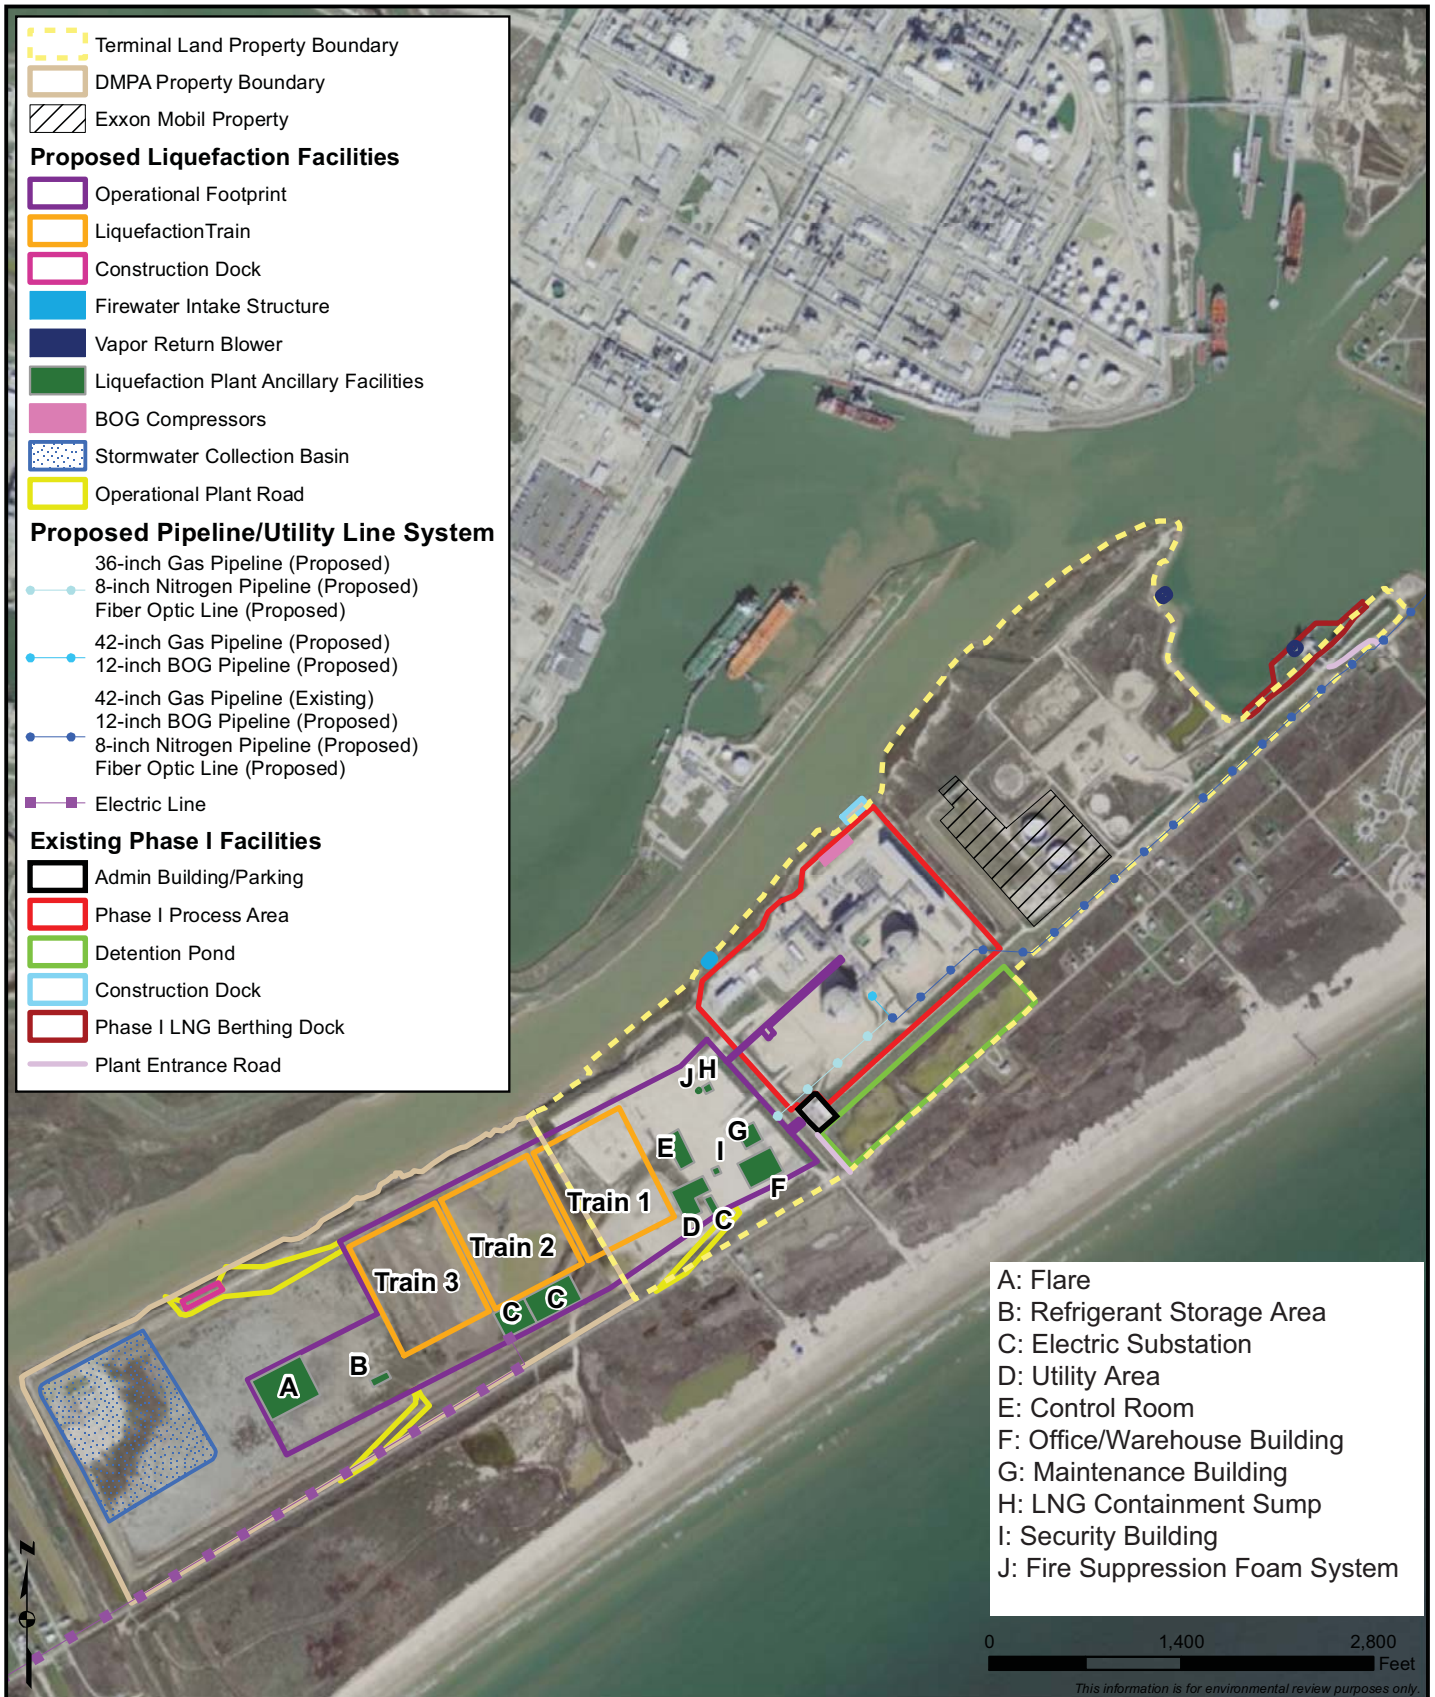 Terminal Land Property Boundary
DMPA Property Boundary
Exxon Mobil Property
Proposed Liquefaction Facilities
Operational Footprint
LiquefactionTrain
Construction Dock
Firewater Intake Structure
Vapor Return Blower
Liquefaction Plant Ancillary Facilities
BOG Compressors
Stormwater Collection Basin
Operational Plant Road
Proposed Pipeline/Utility Line System
36-inch Gas Pipeline (Proposed)
8-inch Nitrogen Pipeline (Proposed)
Fiber Optic Line (Proposed)
42-inch Gas Pipeline (Proposed)
12-inch BOG Pipeline (Proposed)
42-inch Gas Pipeline (Existing)
12-inch BOG Pipeline (Proposed)
8-inch Nitrogen Pipeline (Proposed)
Fiber Optic Line (Proposed)
Electric Line
Existing Phase I Facilities
Admin Building/Parking
Phase I Process Area
Detention Pond
Construction Dock
Phase I LNG Berthing Dock
Plant Entrance Road
H
J
G
E
I
F
Train 1
D
C
Train 2
Train 3
C
C
B
A
A: Flare
B: Refrigerant Storage Area
C: Electric Substation
D: Utility Area
E: Control Room
F: Office/Warehouse Building
G: Maintenance Building
H: LNG Containment Sump
I: Security Building
J: Fire Suppression Foam System
N
0 1,400 2,800
Feet
This information is for environmental review purposes only.